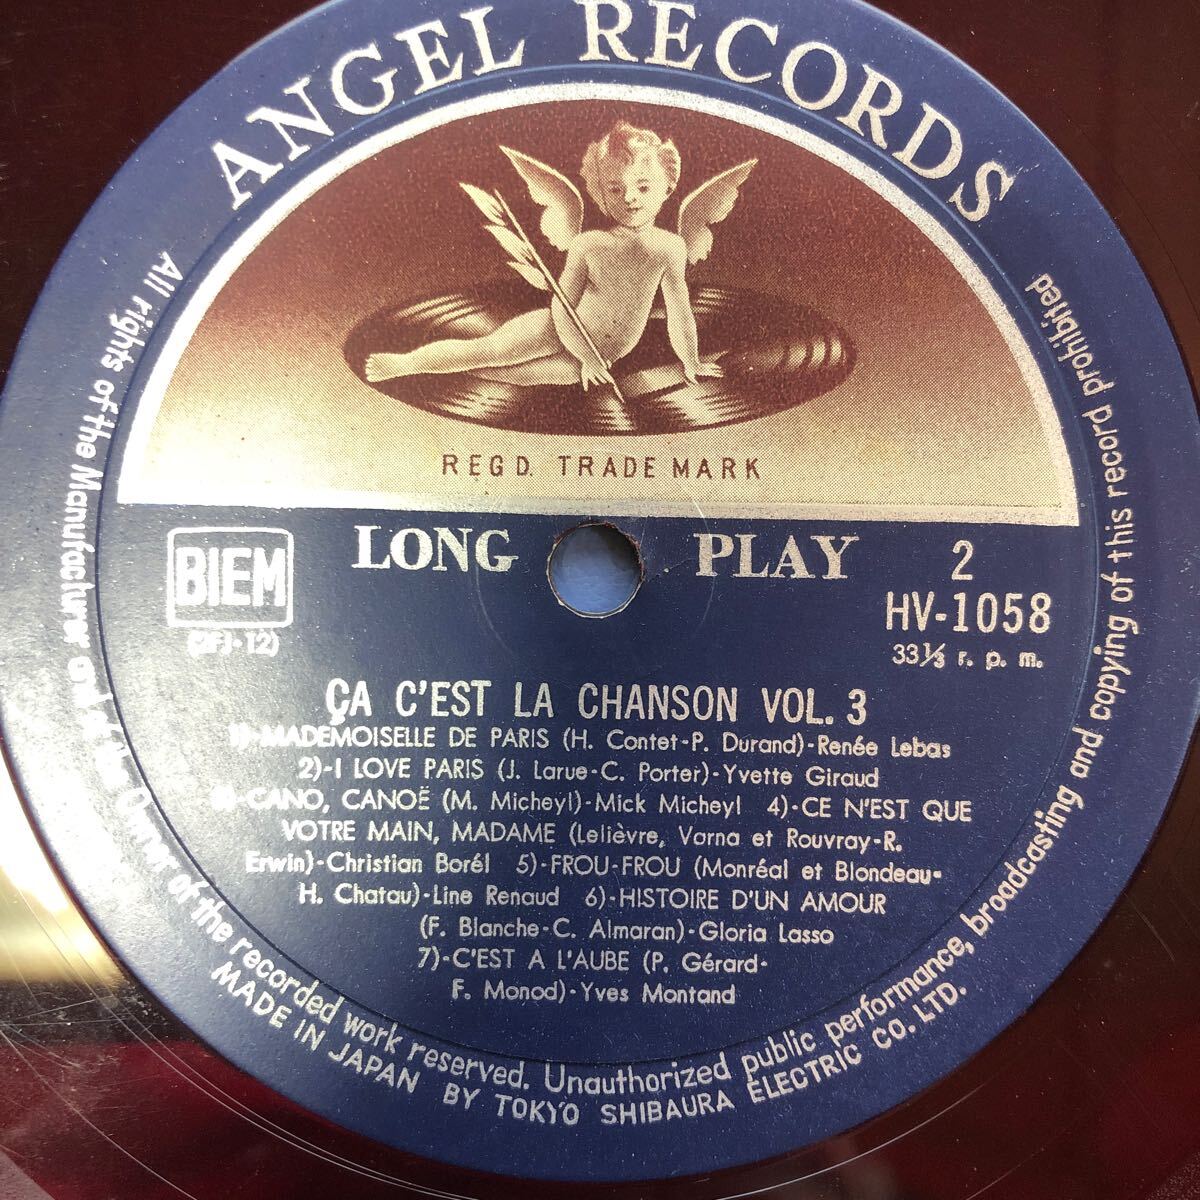 ANGEL RECORDS
REGD. TRADE MARK
BIEM
LONG PLAY
2
HV-1058
33⅓ r. p. m.
ÇA C'EST LA CHANSON VOL. 3
1)-MADEMOISELLE DE PARIS (H. Contet-P. Durand)-Renée Lebas
2)-I LOVE PARIS (J. Larue-C. Porter)-Yvette Giraud
CANO, CANOË (M. Micheyl)-Mick Micheyl 4)-CE N'EST QUE
VOTRE MAIN, MADAME (Lelièvre, Varna et Rouvray-R.
Erwin)-Christian Borél 5)-FROU-FROU (Monréal et Blondeau-
H. Chatau)-Line Renaud 6)-HISTOIRE D'UN AMOUR
(F. Blanche-C. Almaran)-Gloria Lasso
7)-C'EST A L'AUBE (P. Gérard-
F. Monod)-Yves Montand
All rights of the Manufacturer and of the Owner of the recorded work reserved. Unauthorized public performance, broadcasting and copying of this record prohibited
MADE IN JAPAN BY TOKYO SHIBAURA ELECTRIC CO. LTD.